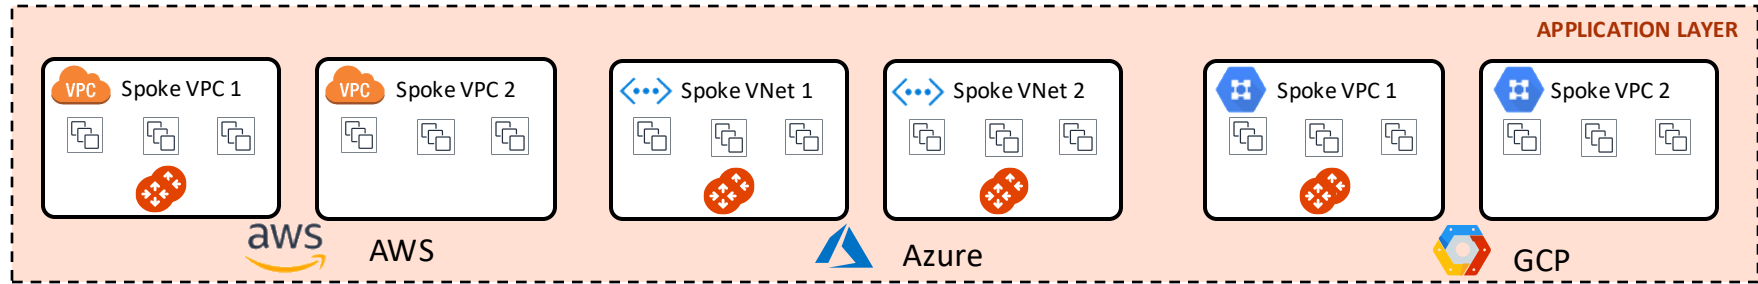 APPLICATION LAYER
VPC Spoke VPC 1
VPC Spoke VPC 2
Spoke VNet 1
Spoke VNet 2
Spoke VPC 1
Spoke VPC 2
aws AWS
Azure
GCP